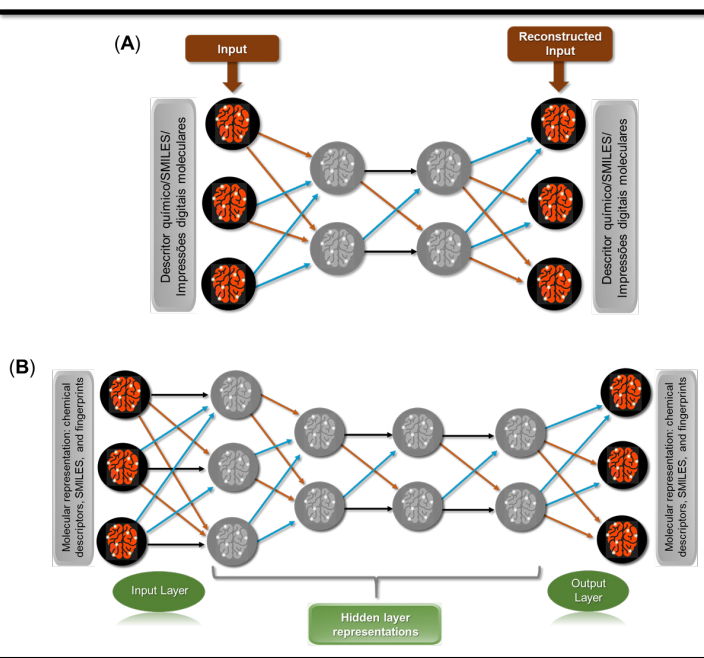 (A)
Input
Reconstructed
Input
Descritor químico/SMILES/
Impressões digitais moleculares
Descritor químico/SMILES/
Impressões digitais moleculares
(B)
Molecular representation: chemical
descriptors, SMILES, and fingerprints
Molecular representation: chemical
descriptors, SMILES, and fingerprints
Input Layer
Hidden layer
representations
Output
Layer